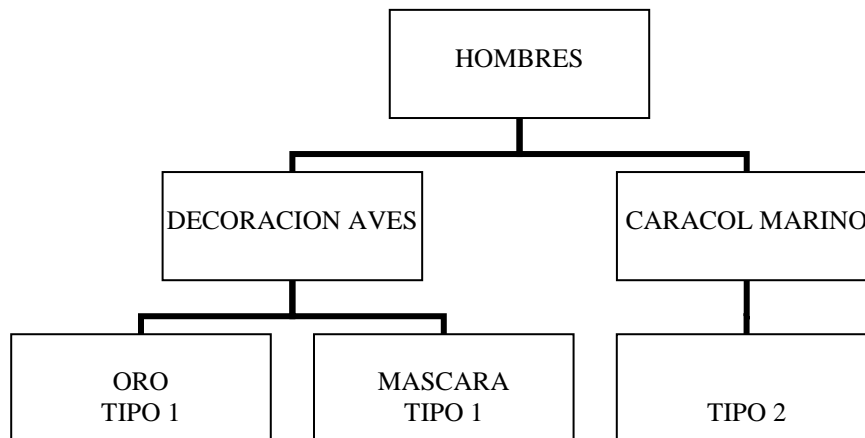 HOMBRES
DECORACION AVES
CARACOL MARINO
ORO
TIPO 1
MASCARA
TIPO 1
TIPO 2